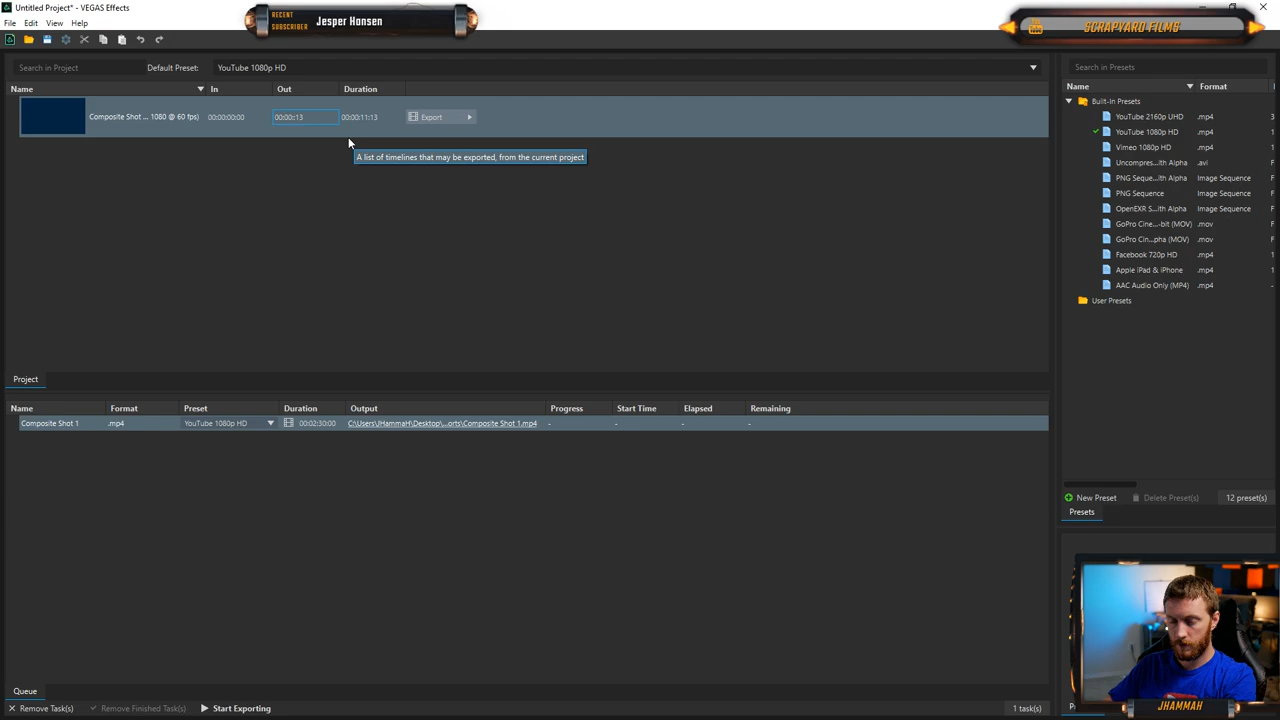 Untitled Project* - VEGAS Effects
RECENT SUBSCRIBER
Jesper Hansen
SCRAPYARD FILMS
File Edit View Help
Search in Project
Default Preset:
YouTube 1080p HD
Search in Presets
Name In Out Duration
Name Format
Composite Shot ... 1080 @ 60 fps)
00:00:00:00
00:00::13
00:00:11:13
Export
A list of timelines that may be exported, from the current project
Built-In Presets
YouTube 2160p UHD .mp4 3
YouTube 1080p HD .mp4 1
Vimeo 1080p HD .mp4 1
Uncompres...ith Alpha .avi F
PNG Seque...ith Alpha Image Sequence F
PNG Sequence Image Sequence F
OpenEXR S...ith Alpha Image Sequence F
GoPro Cine...-bit (MOV) .mov F
GoPro Cin...pha (MOV) .mov F
Facebook 720p HD .mp4 1
Apple iPad & iPhone .mp4 1
AAC Audio Only (MP4) .mp4 -
User Presets
Project
Name Format Preset Duration Output Progress Start Time Elapsed Remaining
Composite Shot 1 .mp4 YouTube 1080p HD 00:02:30:00 C:\Users\JHammaH\Desktop\...orts\Composite Shot 1.mp4 - - - -
New Preset Delete Preset(s) 12 preset(s)
Presets
Queue
Remove Task(s) Remove Finished Task(s) Start Exporting 1 task(s)
JHAMMAH